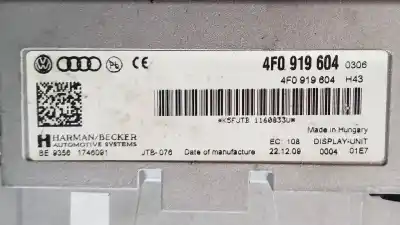 CE 4F0 919 604 0306
4F0 919 604 H43
*KSFJTB 1160833U*
Made in Hungary
HARMAN/BECKER
AUTOMOTIVE SYSTEMS
EC: 108 DISPLAY-UNIT
BE 9356 1746091 JTB-076 Date of manufacture 22.12.09 0004 01E7